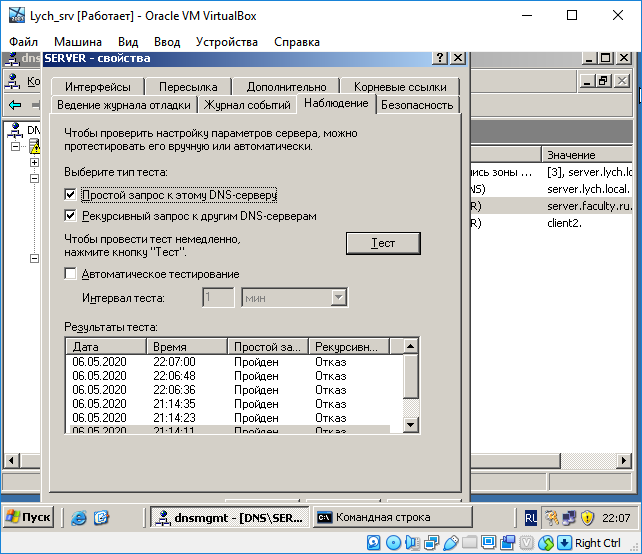 Lych_srv [Работает] - Oracle VM VirtualBox
Файл Машина Вид Ввод Устройства Справка
SERVER - свойства
Интерфейсы Пересылка Дополнительно Корневые ссылки
Ведение журнала отладки Журнал событий Наблюдение Безопасность
Чтобы проверить настройку параметров сервера, можно
протестировать его вручную или автоматически.
Выберите тип теста:
Простой запрос к этому DNS-серверу
Рекурсивный запрос к другим DNS-серверам
Чтобы провести тест немедленно,
нажмите кнопку "Тест".
Тест
Автоматическое тестирование
Интервал теста: 1 мин
Результаты теста:
Дата Время Простой за... Рекурсивн...
06.05.2020 22:07:00 Пройден Отказ
06.05.2020 22:06:48 Пройден Отказ
06.05.2020 22:06:36 Пройден Отказ
06.05.2020 21:14:35 Пройден Отказ
06.05.2020 21:14:23 Пройден Отказ
06.05.2020 21:14:11 Пройден Отказ
Значение
зоны ... [3], server.lych.lo
server.lych.local.
server.faculty.ru.
client2.
Пуск dnsmgmt - [DNS\SER... Командная строка RU 22:07
Right Ctrl